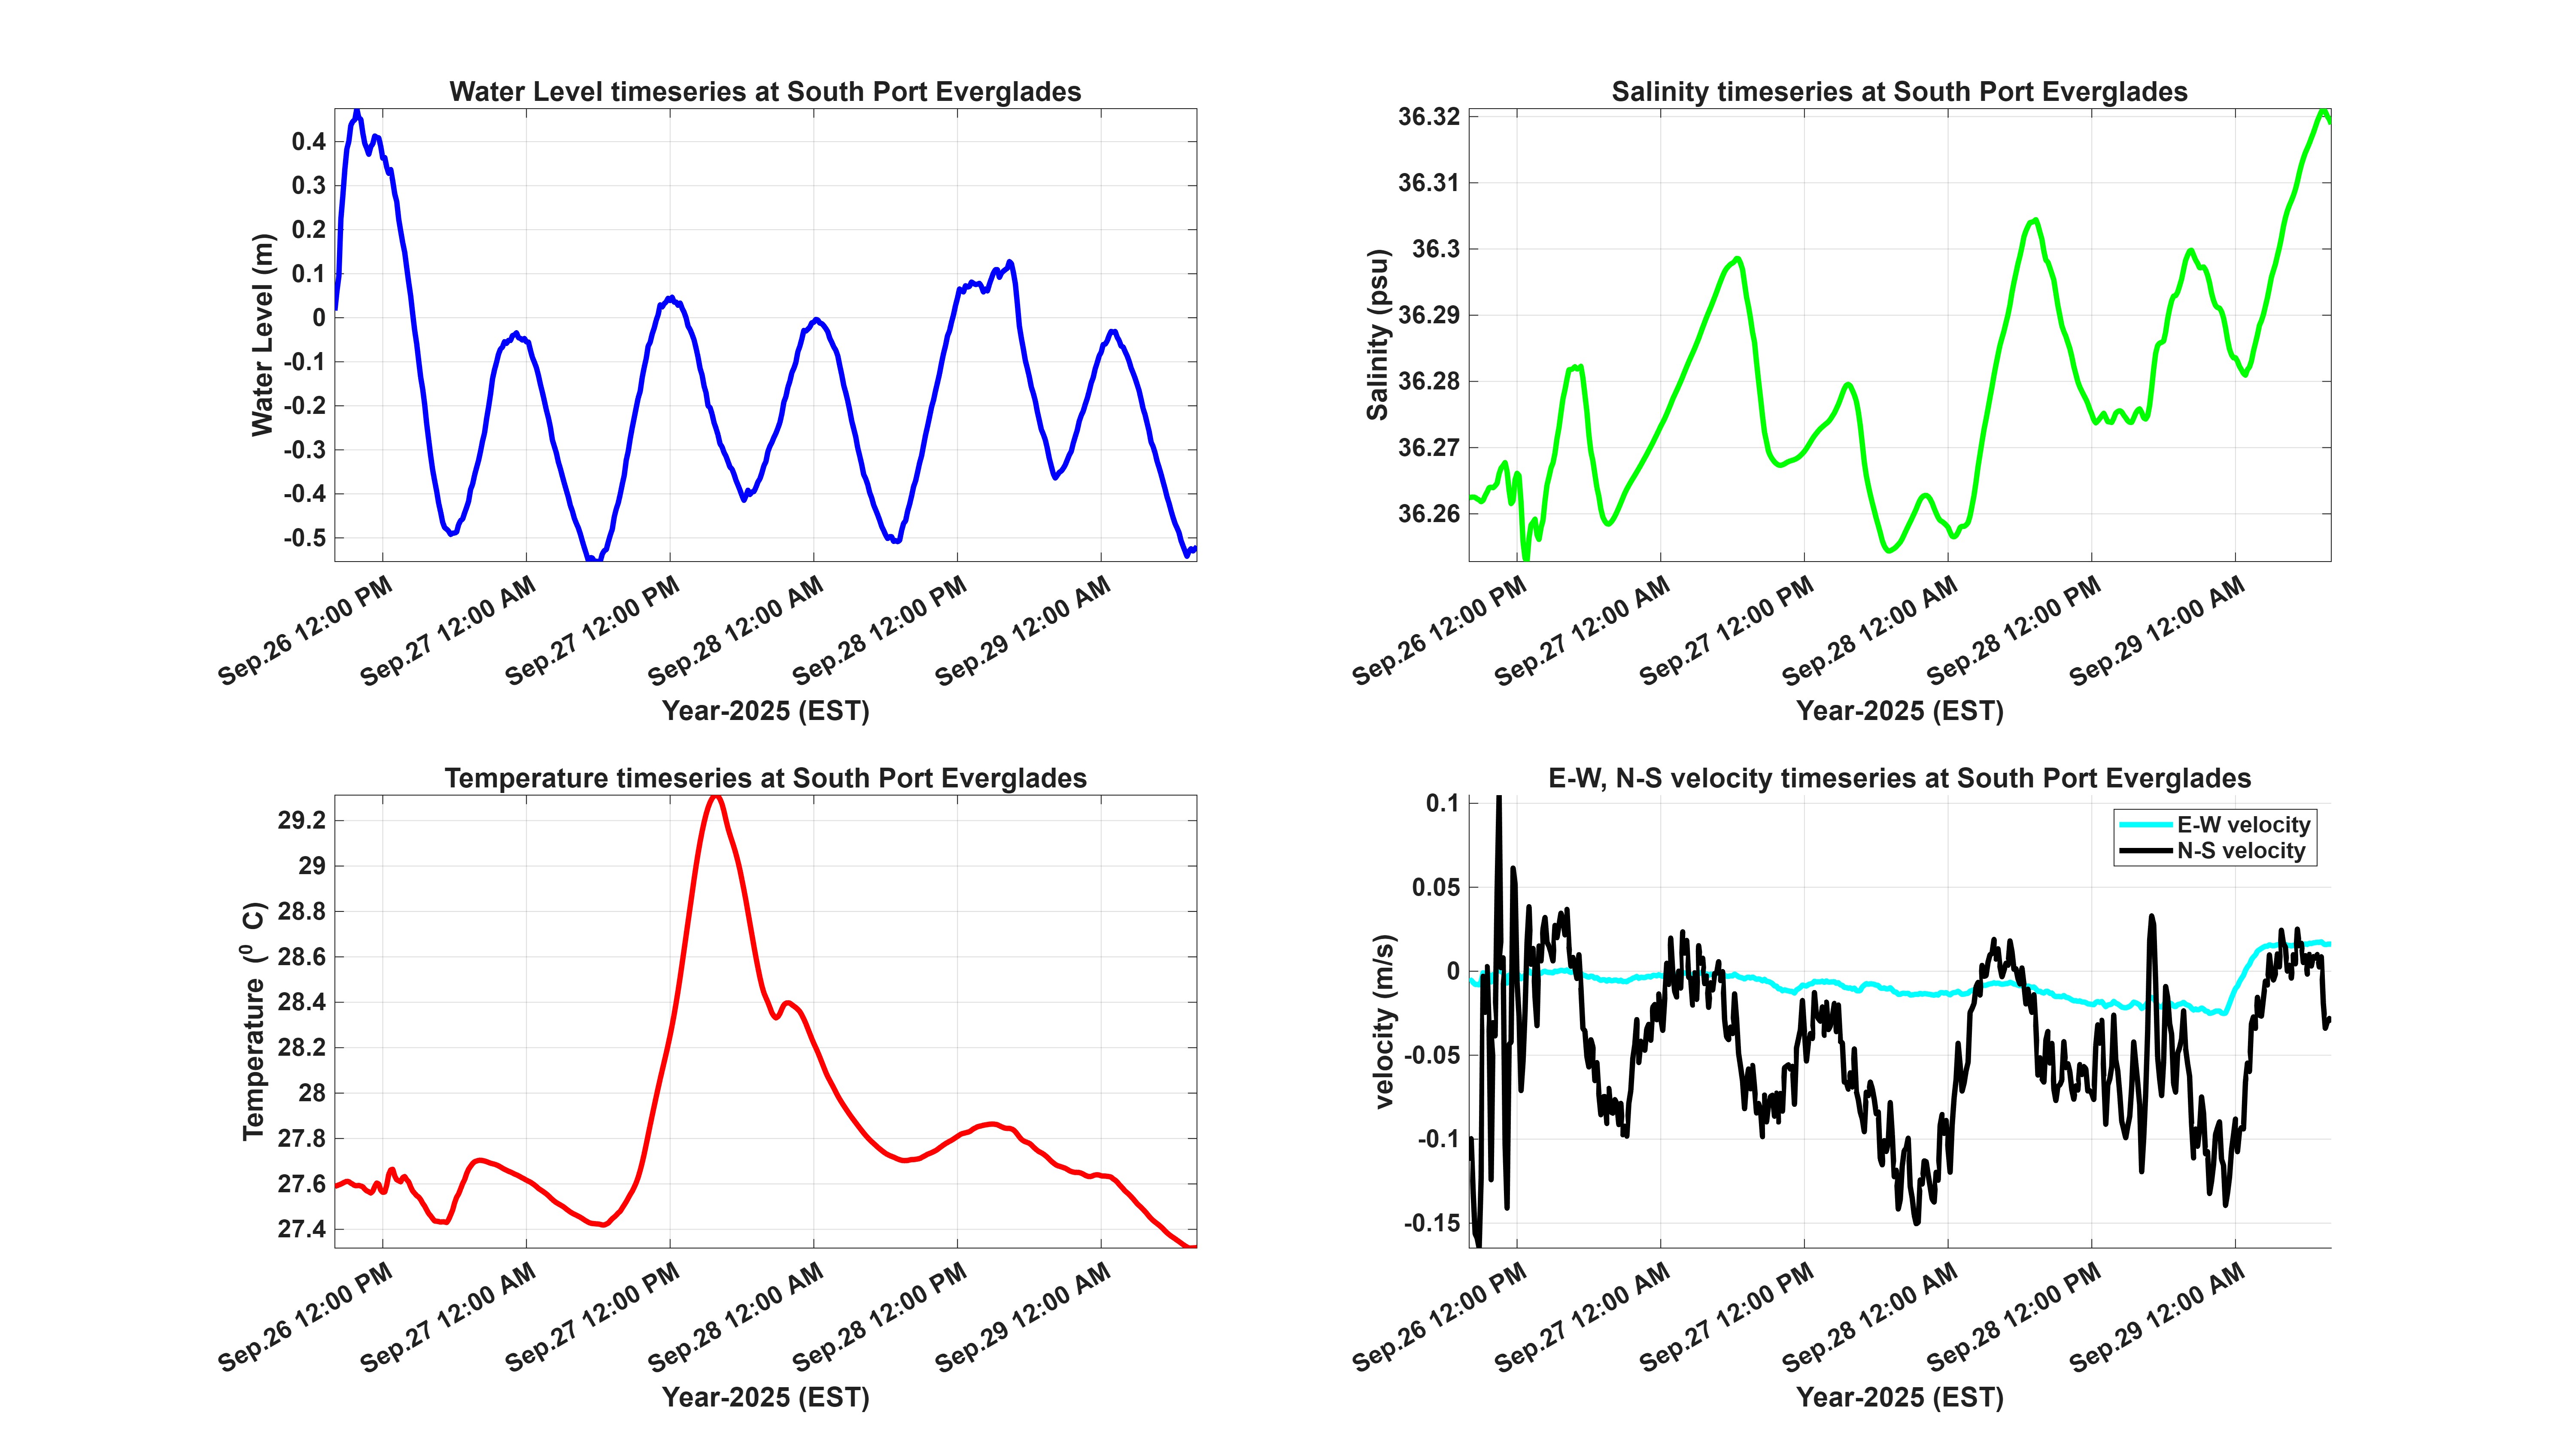 Water Level timeseries at South Port Everglades
Water Level (m)
0.4
0.3
0.2
0.1
0
-0.1
-0.2
-0.3
-0.4
-0.5
Sep.26 12:00 PM
Sep.27 12:00 AM
Sep.27 12:00 PM
Sep.28 12:00 AM
Sep.28 12:00 PM
Sep.29 12:00 AM
Year-2025 (EST)
Salinity timeseries at South Port Everglades
Salinity (psu)
36.32
36.31
36.3
36.29
36.28
36.27
36.26
Sep.26 12:00 PM
Sep.27 12:00 AM
Sep.27 12:00 PM
Sep.28 12:00 AM
Sep.28 12:00 PM
Sep.29 12:00 AM
Year-2025 (EST)
Temperature timeseries at South Port Everglades
Temperature (⁰ C)
29.2
29
28.8
28.6
28.4
28.2
28
27.8
27.6
27.4
Sep.26 12:00 PM
Sep.27 12:00 AM
Sep.27 12:00 PM
Sep.28 12:00 AM
Sep.28 12:00 PM
Sep.29 12:00 AM
Year-2025 (EST)
E-W, N-S velocity timeseries at South Port Everglades
velocity (m/s)
0.1
0.05
0
-0.05
-0.1
-0.15
E-W velocity
N-S velocity
Sep.26 12:00 PM
Sep.27 12:00 AM
Sep.27 12:00 PM
Sep.28 12:00 AM
Sep.28 12:00 PM
Sep.29 12:00 AM
Year-2025 (EST)